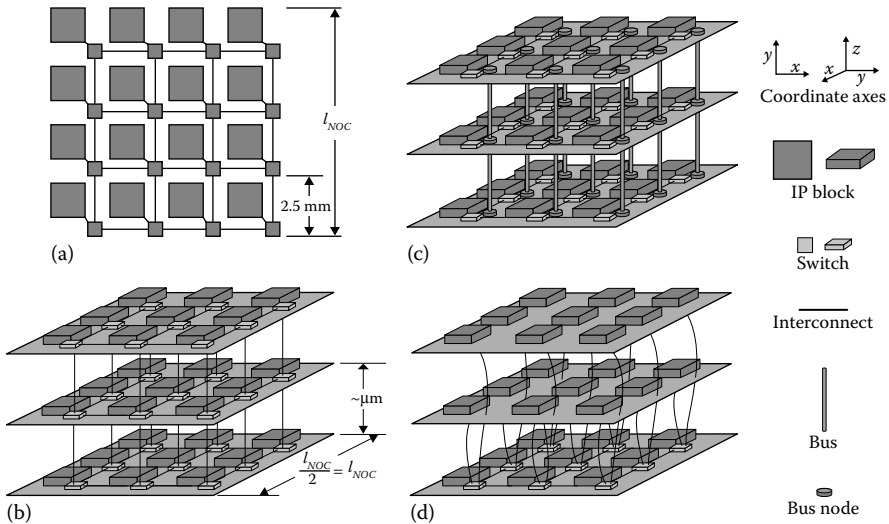 l_NOC
2.5 mm
(a)
(c)
y
x
z
x
y
Coordinate axes
IP block
Switch
Interconnect
Bus
Bus node
~μm
l_NOC
2
= l_NOC
(b)
(d)